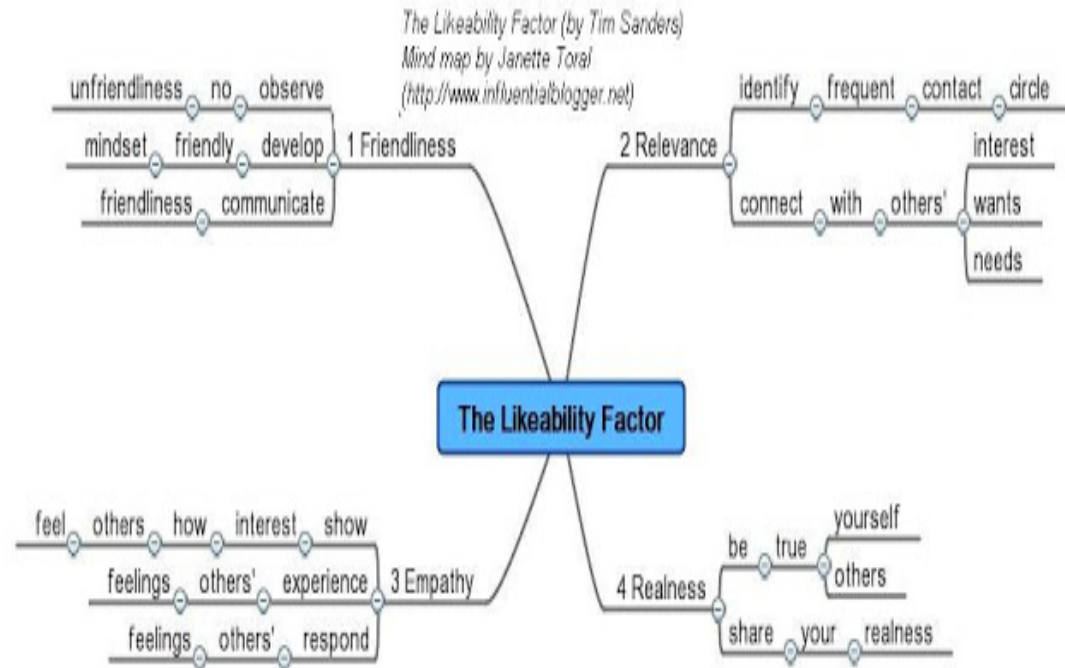 The Likeability Factor (by Tim Sanders)
Mind map by Janette Toral
(http://www.influentialblogger.net)
1 Friendliness
unfriendliness no observe
mindset friendly develop
friendliness communicate
2 Relevance
identify frequent contact circle
connect with others'
interest
wants
needs
The Likeability Factor
3 Empathy
feel others how interest show
feelings others' experience
feelings others' respond
4 Realness
be true
yourself
others
share your realness